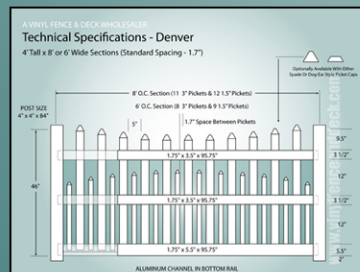 A VINYL FENCE & DECK WHOLESALER
Technical Specifications - Denver
4' Tall x 8' or 6' Wide Sections (Standard Spacing - 1.7")
Optionally Available With Either
Spade Or Dog-Ear Style Picket Caps
8' O.C. Section (11 3" Pickets & 12 1.5" Pickets)
6' O.C. Section (8 3" Pickets & 9 1.5" Pickets)
POST SIZE
4" x 4" x 84"
5"
1.7" Space Between Pickets
9.5"
1.75" x 3.5" x 95.75"
3 1/2"
46"
12"
1.75" x 3.5" x 95.75"
3 1/2"
12"
1.75" x 5.5" x 95.75"
5.5"
2"
ALUMINUM CHANNEL IN BOTTOM RAIL